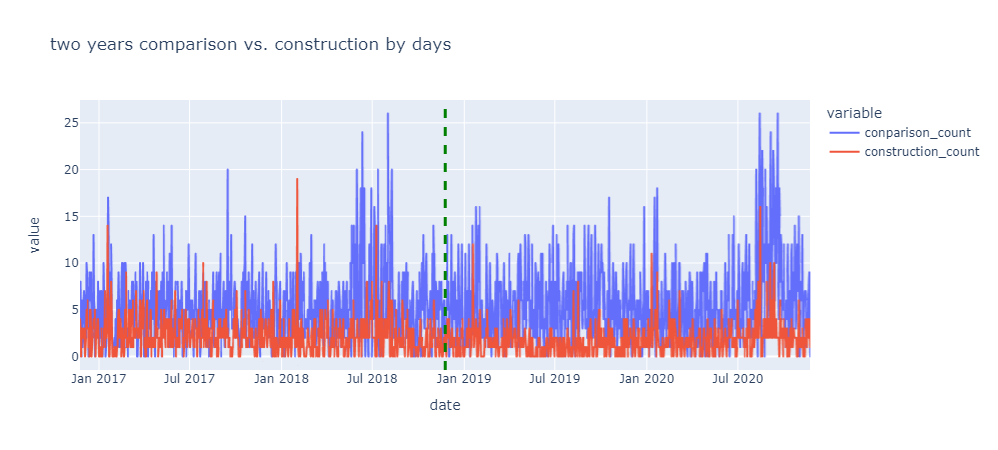 two years comparison vs. construction by days
variable
conparison_count
construction_count
value
25
20
15
10
5
0
Jan 2017
Jul 2017
Jan 2018
Jul 2018
Jan 2019
Jul 2019
Jan 2020
Jul 2020
date